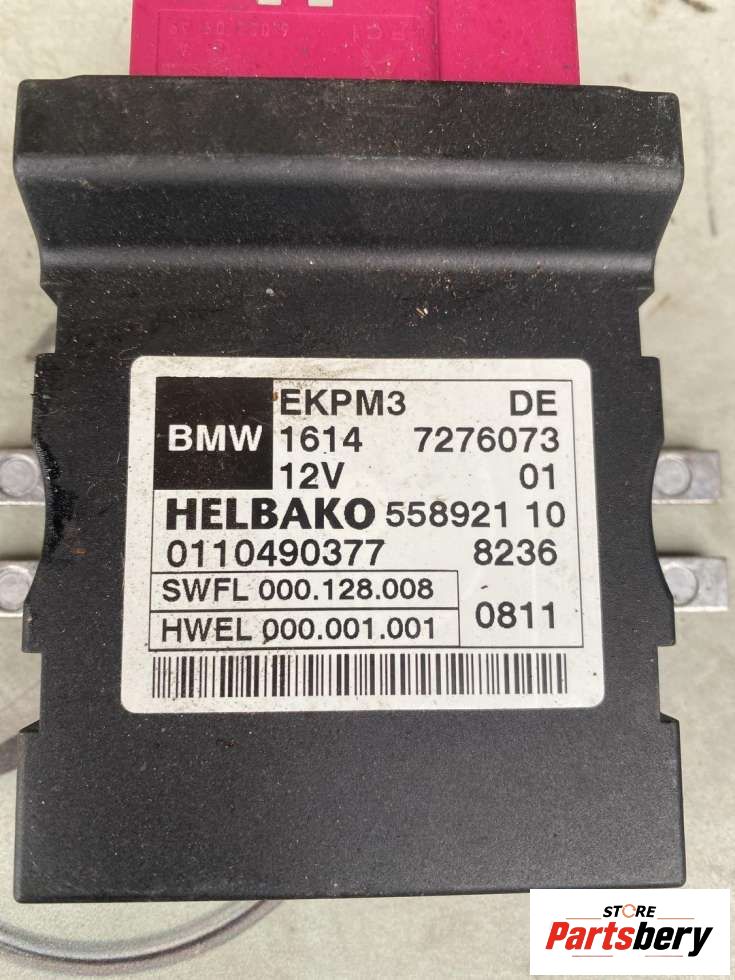 BMW EKPM3 DE
1614 7276073
12V 01
HELBAKO 558921 10
0110490377 8236
SWFL 000.128.008
HWEL 000.001.001 0811
STORE
Partsbery